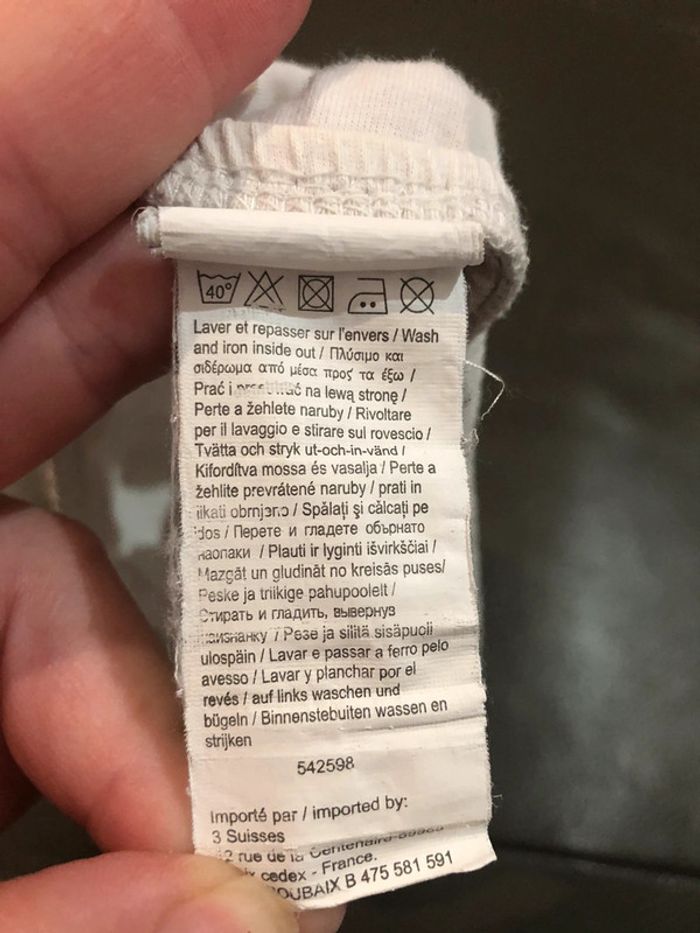 40°
Laver et repasser sur l'envers / Wash
and iron inside out / Πλύσιμο και
σιδέρωμα από μέσα προς τα έξω /
Prać i na lewą stronę /
Perte a žehlete naruby / Rivoltare
per il lavaggio e stirare sul rovescio /
Tvätta och stryk ut-och-in-vänd /
Kifordítva mossa és vasalja / Perte a
žehlite prevrátené naruby / prati in
/ Spălaţi şi călcaţi pe
dos / Перете и гладете обърнато
наопаки / Plauti ir lyginti išvirkščiai /
Mazgāt un gludināt no kreisās puses/
Peske ja triikige pahupoolelt /
Стирать и гладить, вывернув
/ Pese ja silitä sisäpuoli
ulospäin / Lavar e passar a ferro pelo
avesso / Lavar y planchar por el
revés / auf links waschen und
bügeln / Binnenstebuiten wassen en
strijken
542598
Importé par / imported by:
3 Suisses
2 rue de la Centenaire
cedex - France.
ROUBAIX B 475 581 591